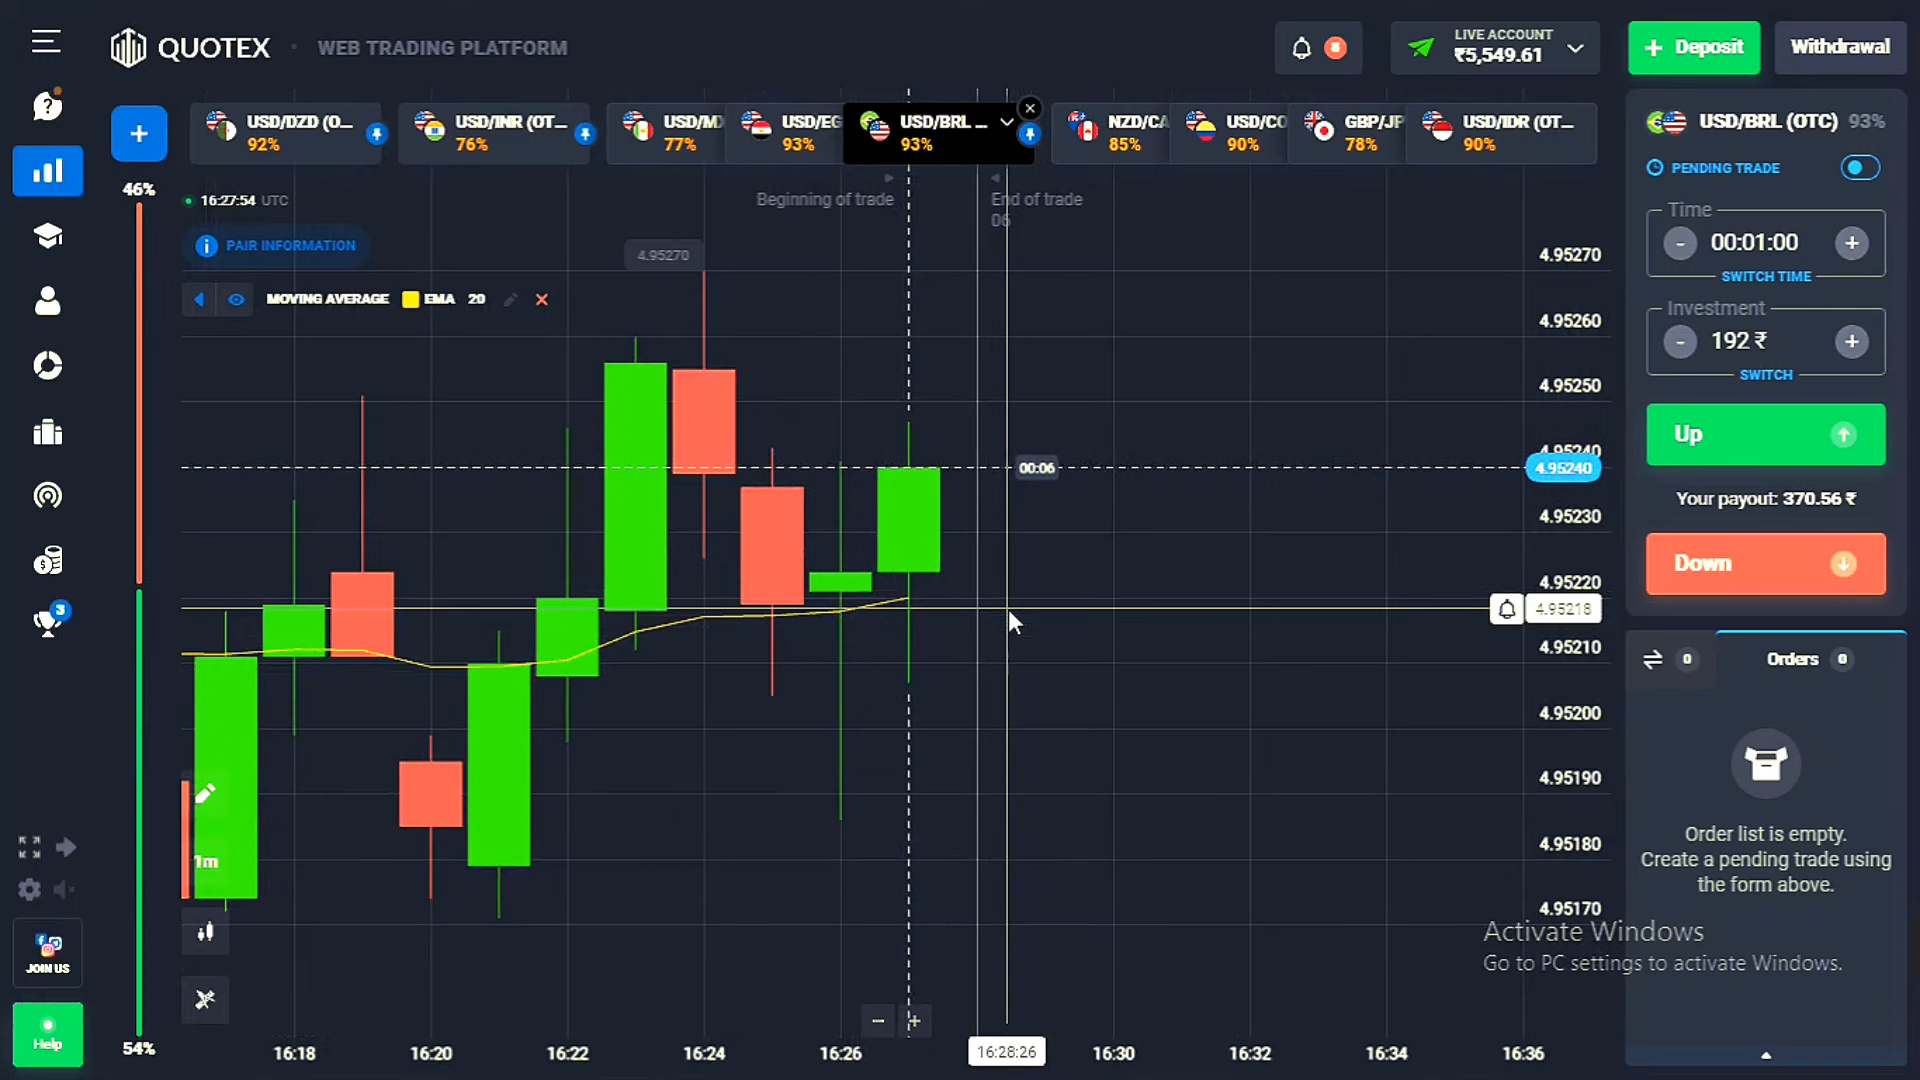 QUOTEX
WEB TRADING PLATFORM
LIVE ACCOUNT
₹5,549.61
+ Deposit
Withdrawal
USD/DZD (O...
92%
USD/INR (OT...
76%
USD/M
77%
USD/EG
93%
USD/BRL ...
93%
NZD/CA
85%
USD/CO
90%
GBP/JP
78%
USD/IDR (OT...
90%
USD/BRL (OTC) 93%
PENDING TRADE
Time
- 00:01:00 +
SWITCH TIME
Investment
- 192 ₹ +
SWITCH
Up
Your payout: 370.56 ₹
Down
0
Orders 0
Order list is empty.
Create a pending trade using
the form above.
46%
16:27:54 UTC
Beginning of trade
End of trade
06
PAIR INFORMATION
4.95270
MOVING AVERAGE EMA 20
00:06
4.95270
4.95260
4.95250
4.95240
4.95240
4.95230
4.95220
4.95218
4.95210
4.95200
4.95190
4.95180
4.95170
3
1m
JOIN US
Help
54%
16:18
16:20
16:22
16:24
16:26
16:28:26
16:30
16:32
16:34
16:36
Activate Windows
Go to PC settings to activate Windows.